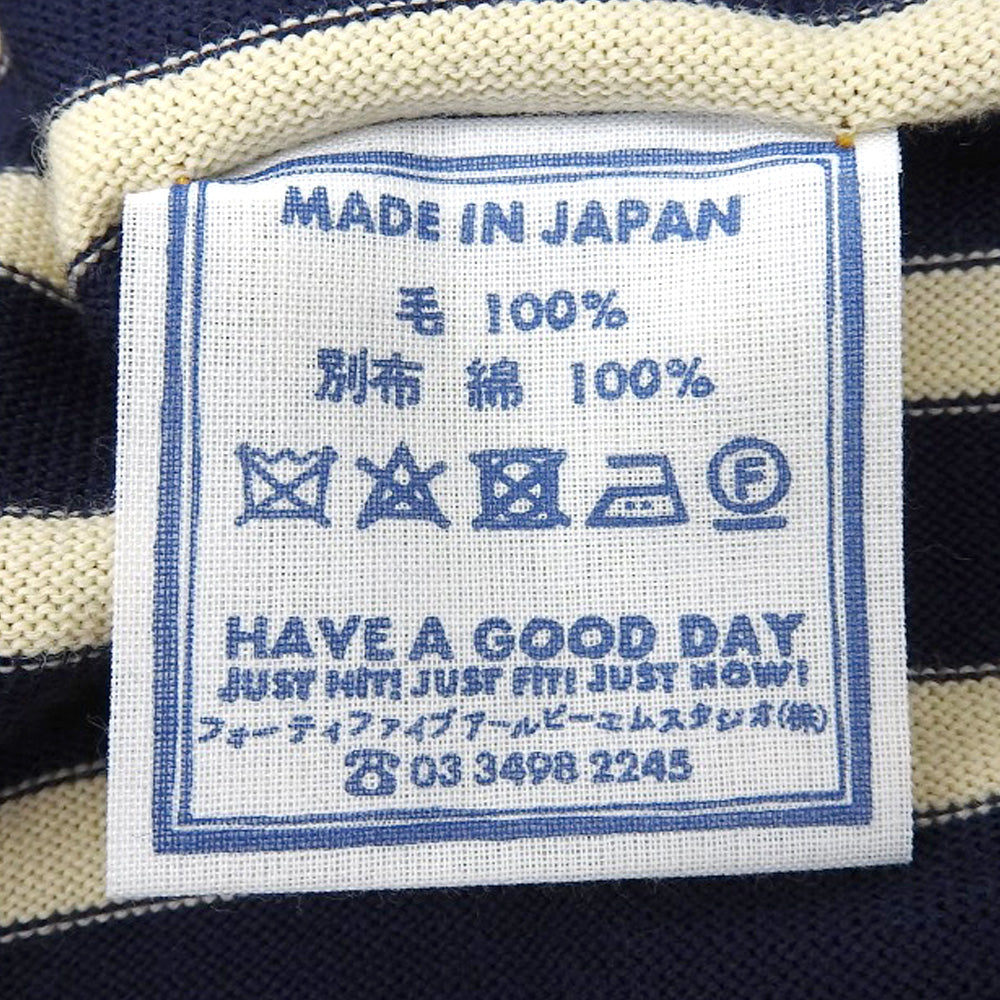 MADE IN JAPAN
毛 100%
別布 綿 100%
F
HAVE A GOOD DAY
JUST HIT! JUST FIT! JUST NOW!
フォーティファイブアールピーエムスタジオ(株)
☎ 03 3498 2245